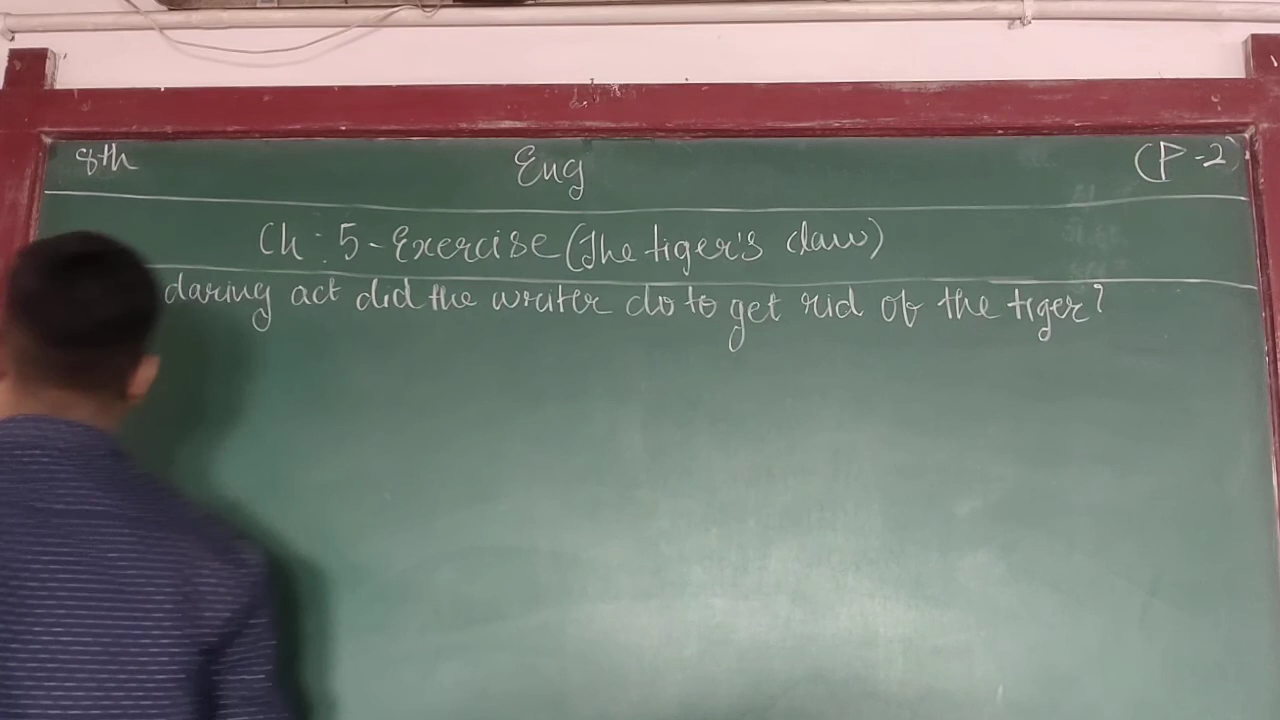 8th Eng (P-2)
Ch: 5-Exercise (The tiger's claw)
daring act did the writer do to get rid of the tiger?